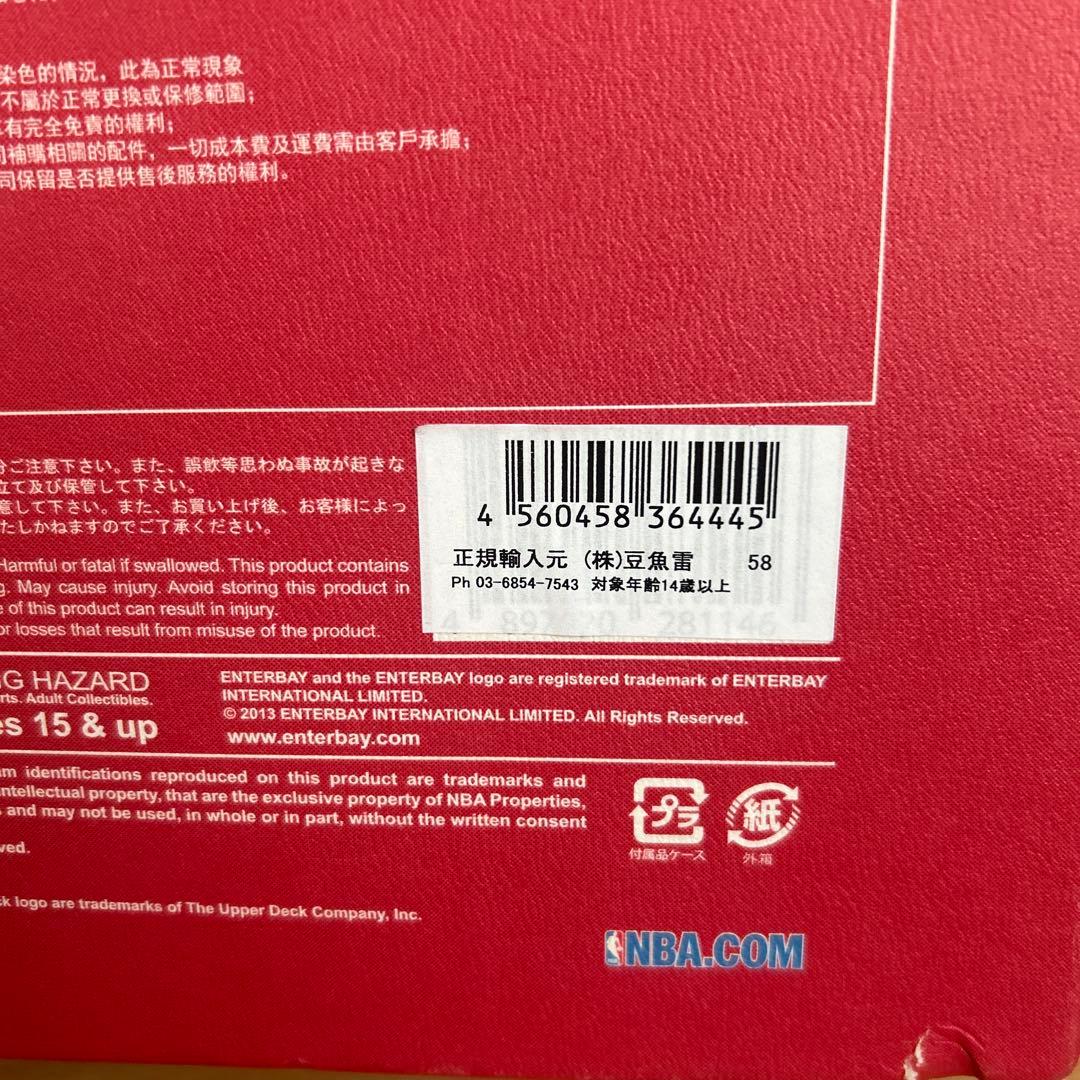 染色的情況，此為正常現象
不屬於正常更換或保修範圍；
有完全免責的權利；
補購相關的配件，一切成本費及運費需由客戶承擔；
司保留是否提供售後服務的權利。
ご注意下さい。また、誤飲等思わぬ事故が起きな
立て及び保管して下さい。
意して下さい。また、お買い上げ後、お客様によっ
たしかねますのでご了承ください。
Harmful or fatal if swallowed. This product contains
g. May cause injury. Avoid storing this product in
e of this product can result in injury.
or losses that result from misuse of the product.
4 560458 364445
正規輸入元 (株)豆魚雷 58
Ph 03-6854-7543 対象年齢14歳以上
4 897 20 281146
G HAZARD
rts. Adult Collectibles.
es 15 & up
ENTERBAY and the ENTERBAY logo are registered trademark of ENTERBAY
INTERNATIONAL LIMITED.
© 2013 ENTERBAY INTERNATIONAL LIMITED. All Rights Reserved.
www.enterbay.com
am identifications reproduced on this product are trademarks and
intellectual property, that are the exclusive property of NBA Properties,
and may not be used, in whole or in part, without the written consent
ved.
ck logo are trademarks of The Upper Deck Company, Inc.
プラ
付属品ケース
紙
外箱
NBA.COM